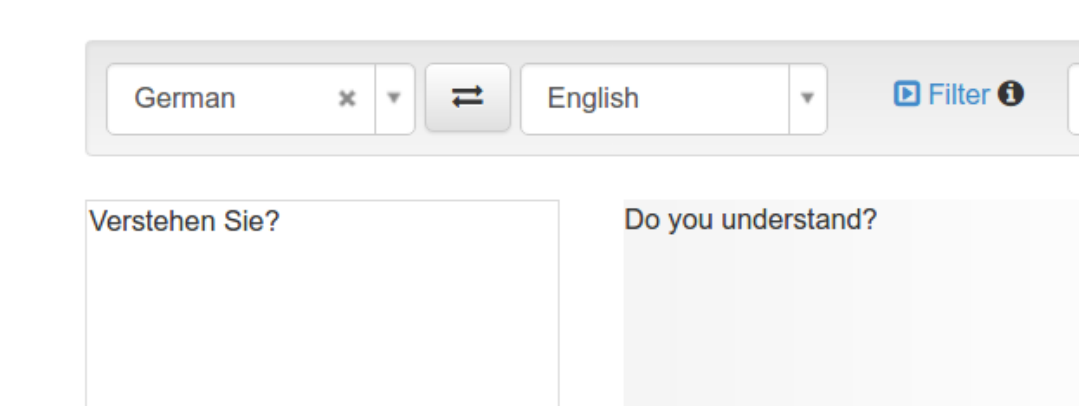 German
English
Filter
Verstehen Sie?
Do you understand?